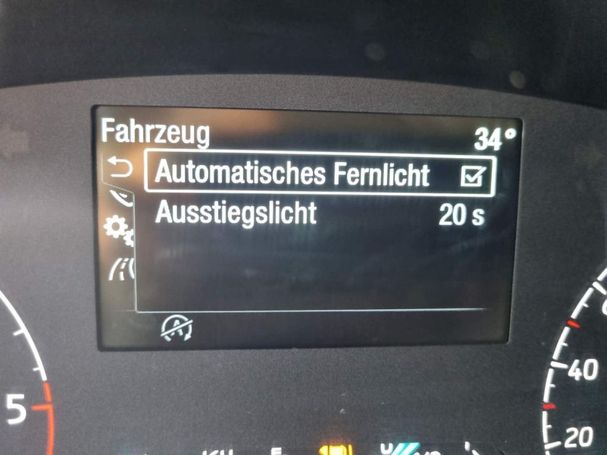 Fahrzeug 34°
Automatisches Fernlicht
Ausstiegslicht 20 s
A
5
40
20